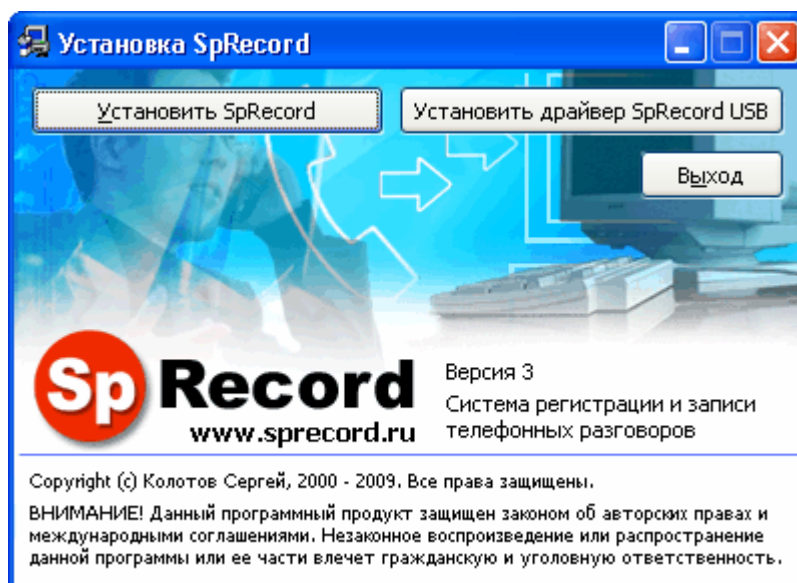 Установка SpRecord
Установить SpRecord
Установить драйвер SpRecord USB
Выход
Sp Record
www.sprecord.ru
Версия 3
Система регистрации и записи
телефонных разговоров
Copyright (c) Колотов Сергей, 2000 - 2009. Все права защищены.
ВНИМАНИЕ! Данный программный продукт защищен законом об авторских правах и
международными соглашениями. Незаконное воспроизведение или распространение
данной программы или ее части влечет гражданскую и уголовную ответственность.